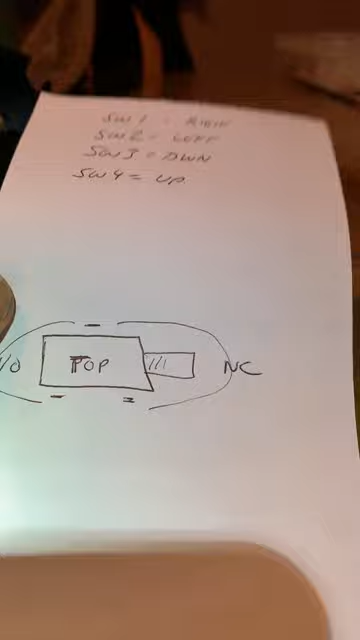 SW1 = RIGHT
SW2 = LEFT
SW3 = DWN
SW4 = UP
/O TOP NC